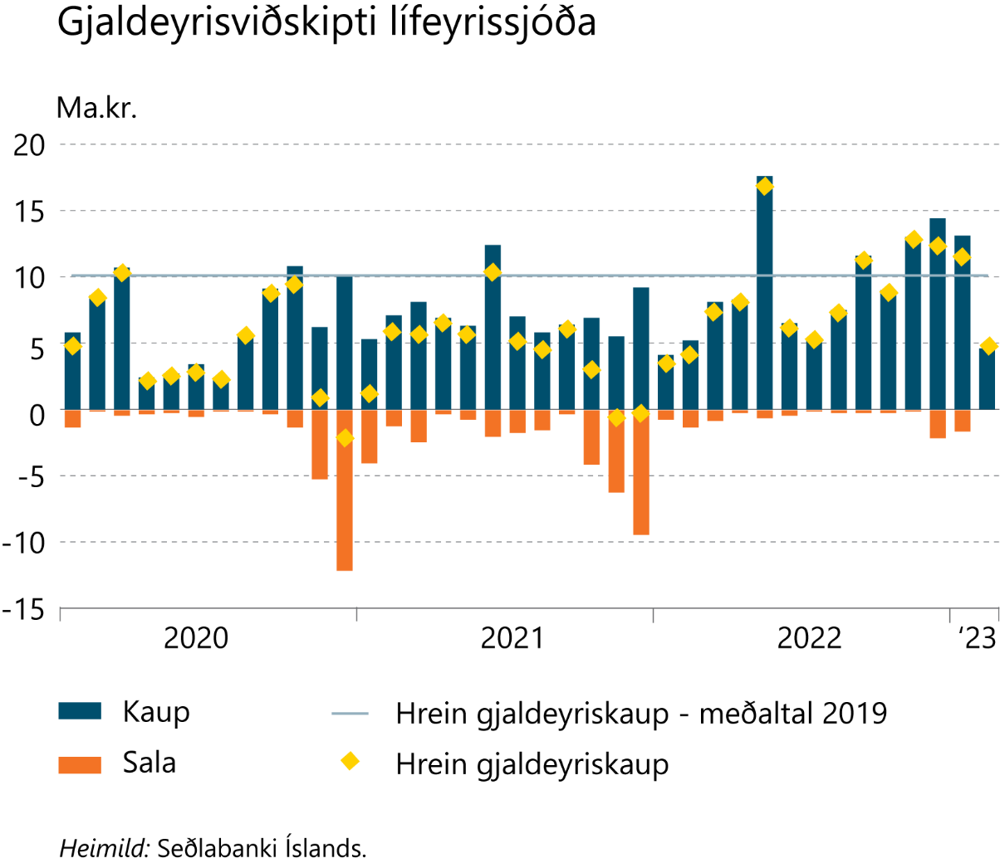 Gjaldeyrisviðskipti lífeyrissjóða
Ma.kr.
20
15
10
5
0
-5
-10
-15
2020 2021 2022 ‘23
Kaup
Hrein gjaldeyriskaup - meðaltal 2019
Sala
Hrein gjaldeyriskaup
Heimild: Seðlabanki Íslands.